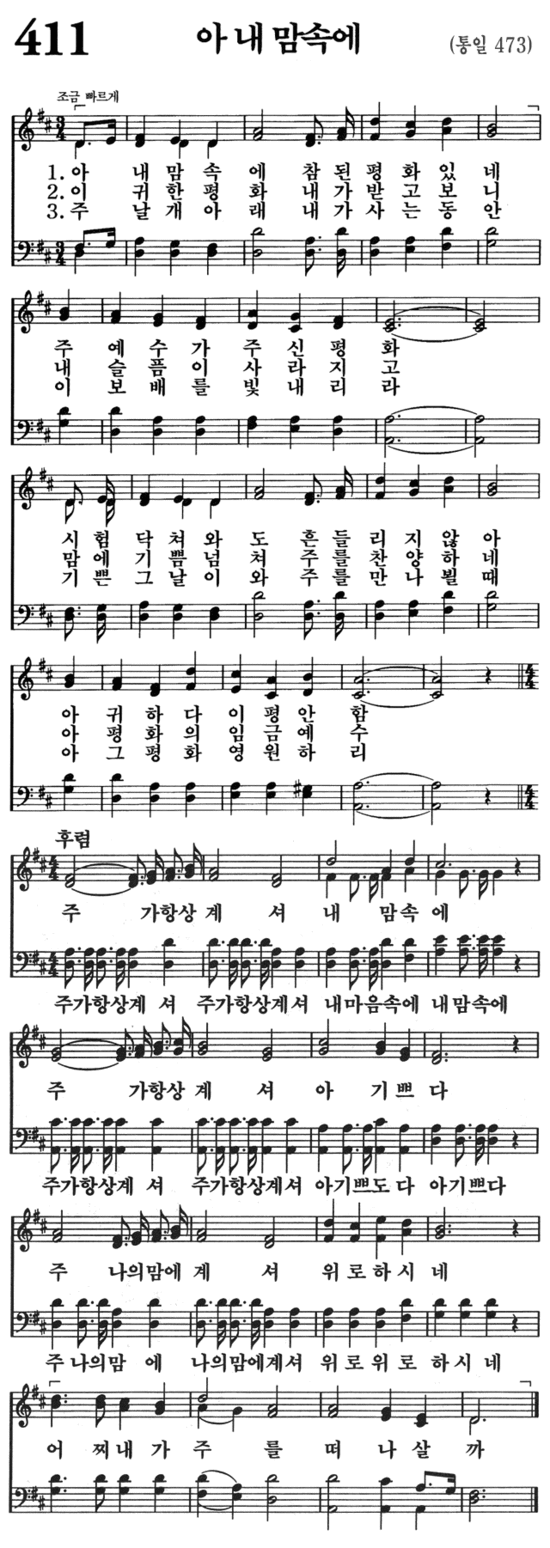 411 아 내 맘속에 (통일 473)
조금 빠르게
1. 아 내 맘 속 에 참 된 평 화 있 네
2. 이 귀 한 평 화 내 가 받 고 보 니
3. 주 날 개 아 래 내 가 사 는 동 안
주 예 수 가 주 신 평 화
내 슬 픔 이 사 라 지 고
이 보 배 를 빛 내 리 라
시 험 닥 쳐 와 도 흔 들 리 지 않 아
맘 에 기 쁨 넘 쳐 주 를 찬 양 하 네
기 쁜 그 날 이 와 주 를 만 나 뵐 때
아 귀 하 다 이 평 안 함
아 평 화 의 임 금 예 수
아 그 평 화 영 원 하 리
후렴
주 가항상 계 셔 내 맘속 에
주가항상계 셔 주가항상계셔 내마음속에 내맘속에
주 가항상 계 셔 아 기쁘 다
주가항상계 셔 주가항상계셔 아기쁘도다 아기쁘다
주 나의맘에 계 셔 위로하시 네
주나의맘 에 나의맘에계셔 위로위로 하시네
어 찌내 가 주 를 떠 나 살 까